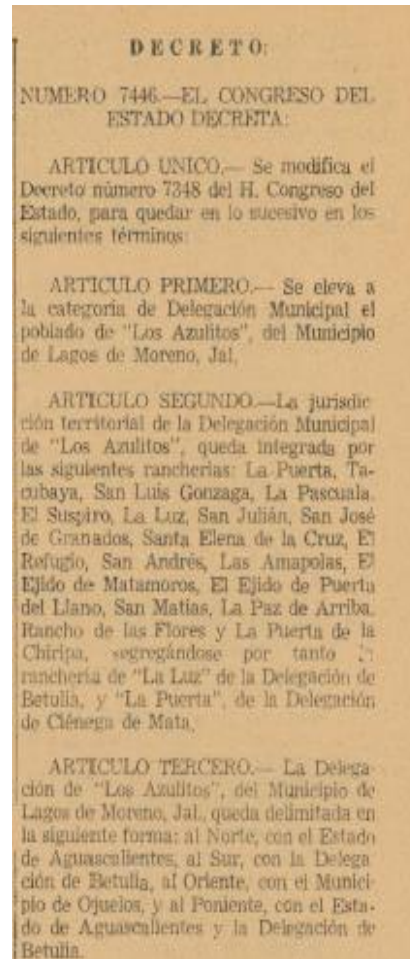 DECRETO:
NUMERO 7446.—EL CONGRESO DEL
ESTADO DECRETA:
ARTICULO UNICO.— Se modifica el
Decreto número 7348 del H. Congreso del
Estado, para quedar en lo sucesivo en los
siguientes términos:
ARTICULO PRIMERO.— Se eleva a
la categoría de Delegación Municipal el
poblado de "Los Azulitos", del Municipio
de Lagos de Moreno, Jal.
ARTICULO SEGUNDO.—La jurisdic-
ción territorial de la Delegación Municipal
de "Los Azulitos", queda integrada por
las siguientes rancherías: La Puerta, Ta-
cubaya, San Luis Gonzaga, La Pascuala,
El Suspiro, La Luz, San Julián, San José
de Granados, Santa Elena de la Cruz, El
Refugio, San Andrés, Las Amapolas, El
Ejido de Matamoros, El Ejido de Puerta
del Llano, San Matías, La Paz de Arriba,
Rancho de las Flores y La Puerta de la
Chiripa, segregándose por tanto la
ranchería de "La Luz" de la Delegación de
Betulia, y "La Puerta", de la Delegación
de Ciénega de Mata.
ARTICULO TERCERO.— La Delega-
ción de "Los Azulitos", del Municipio de
Lagos de Moreno, Jal., queda delimitada en
la siguiente forma: al Norte, con el Estado
de Aguascalientes, al Sur, con la Delega-
ción de Betulia, al Oriente, con el Munici-
pio de Ojuelos, y al Poniente, con el Esta-
do de Aguascalientes y la Delegación de
Betulia.